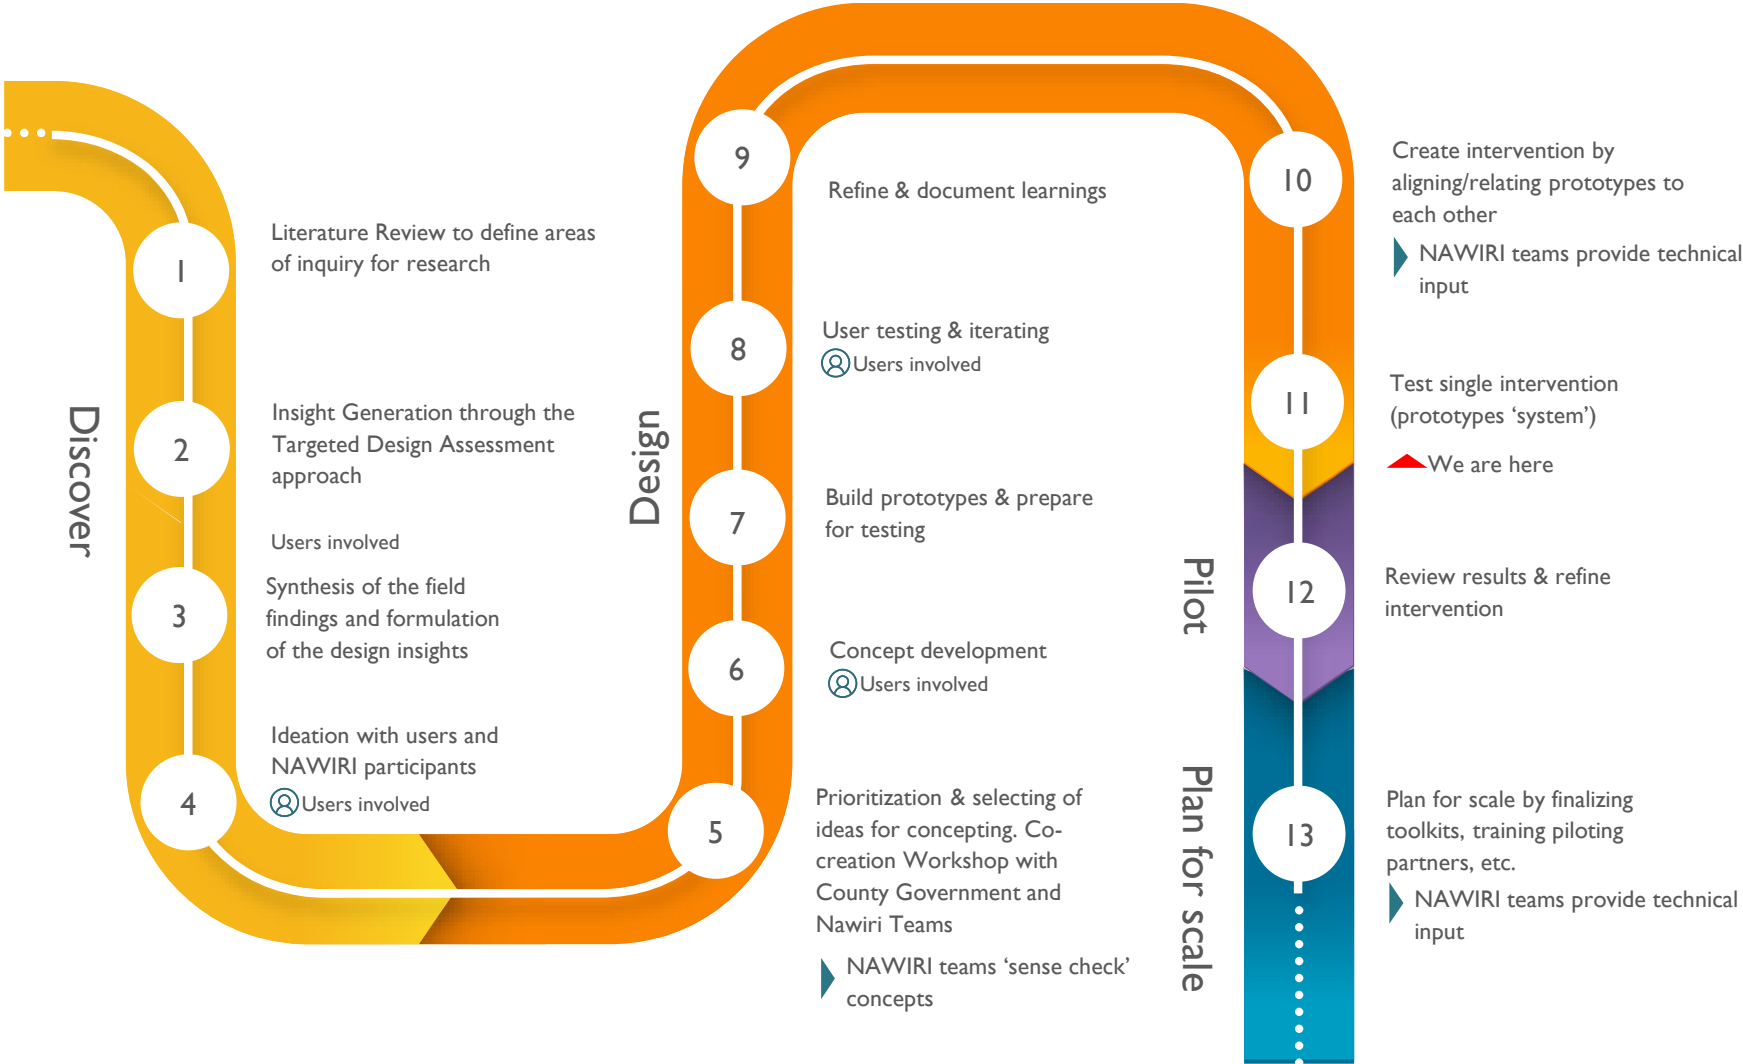 Discover
1
Literature Review to define areas
of inquiry for research
2
Insight Generation through the
Targeted Design Assessment
approach
Users involved
3
Synthesis of the field
findings and formulation
of the design insights
4
Ideation with users and
NAWIRI participants
Users involved
Design
9
Refine & document learnings
8
User testing & iterating
Users involved
7
Build prototypes & prepare
for testing
6
Concept development
Users involved
5
Prioritization & selecting of
ideas for concepting. Co-
creation Workshop with
County Government and
Nawiri Teams
NAWIRI teams ‘sense check’
concepts
10
Create intervention by
aligning/relating prototypes to
each other
NAWIRI teams provide technical
input
11
Test single intervention
(prototypes ‘system’)
We are here
Pilot
12
Review results & refine
intervention
Plan for scale
13
Plan for scale by finalizing
toolkits, training piloting
partners, etc.
NAWIRI teams provide technical
input